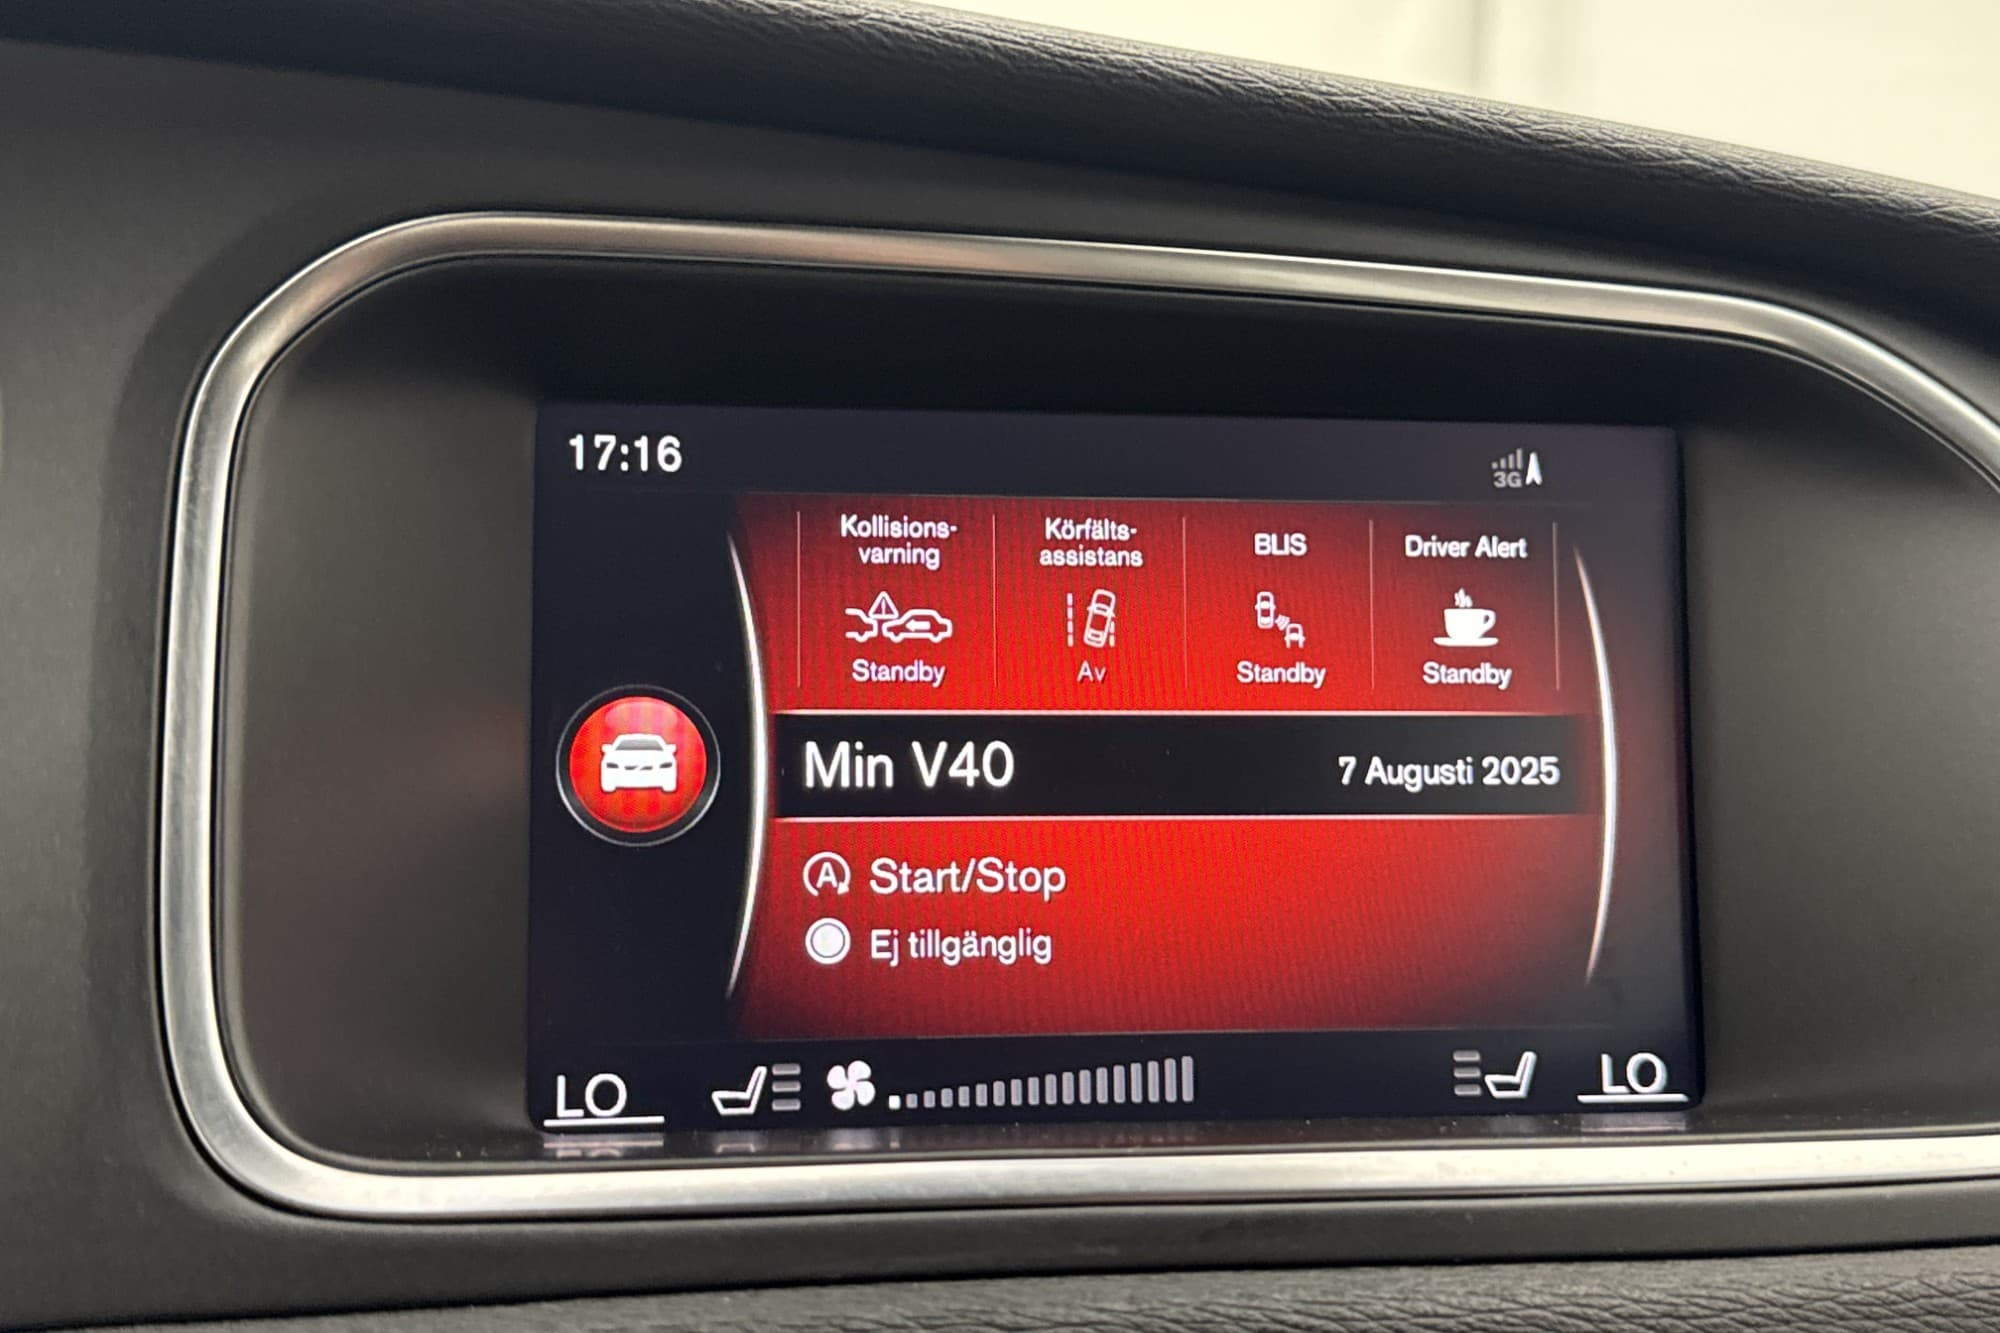 17:16
3G
Kollisions-
varning
Körfälts-
assistans
BLIS
Driver Alert
Standby
Av
Standby
Standby
Min V40
7 Augusti 2025
A Start/Stop
Ej tillgänglig
LO
LO